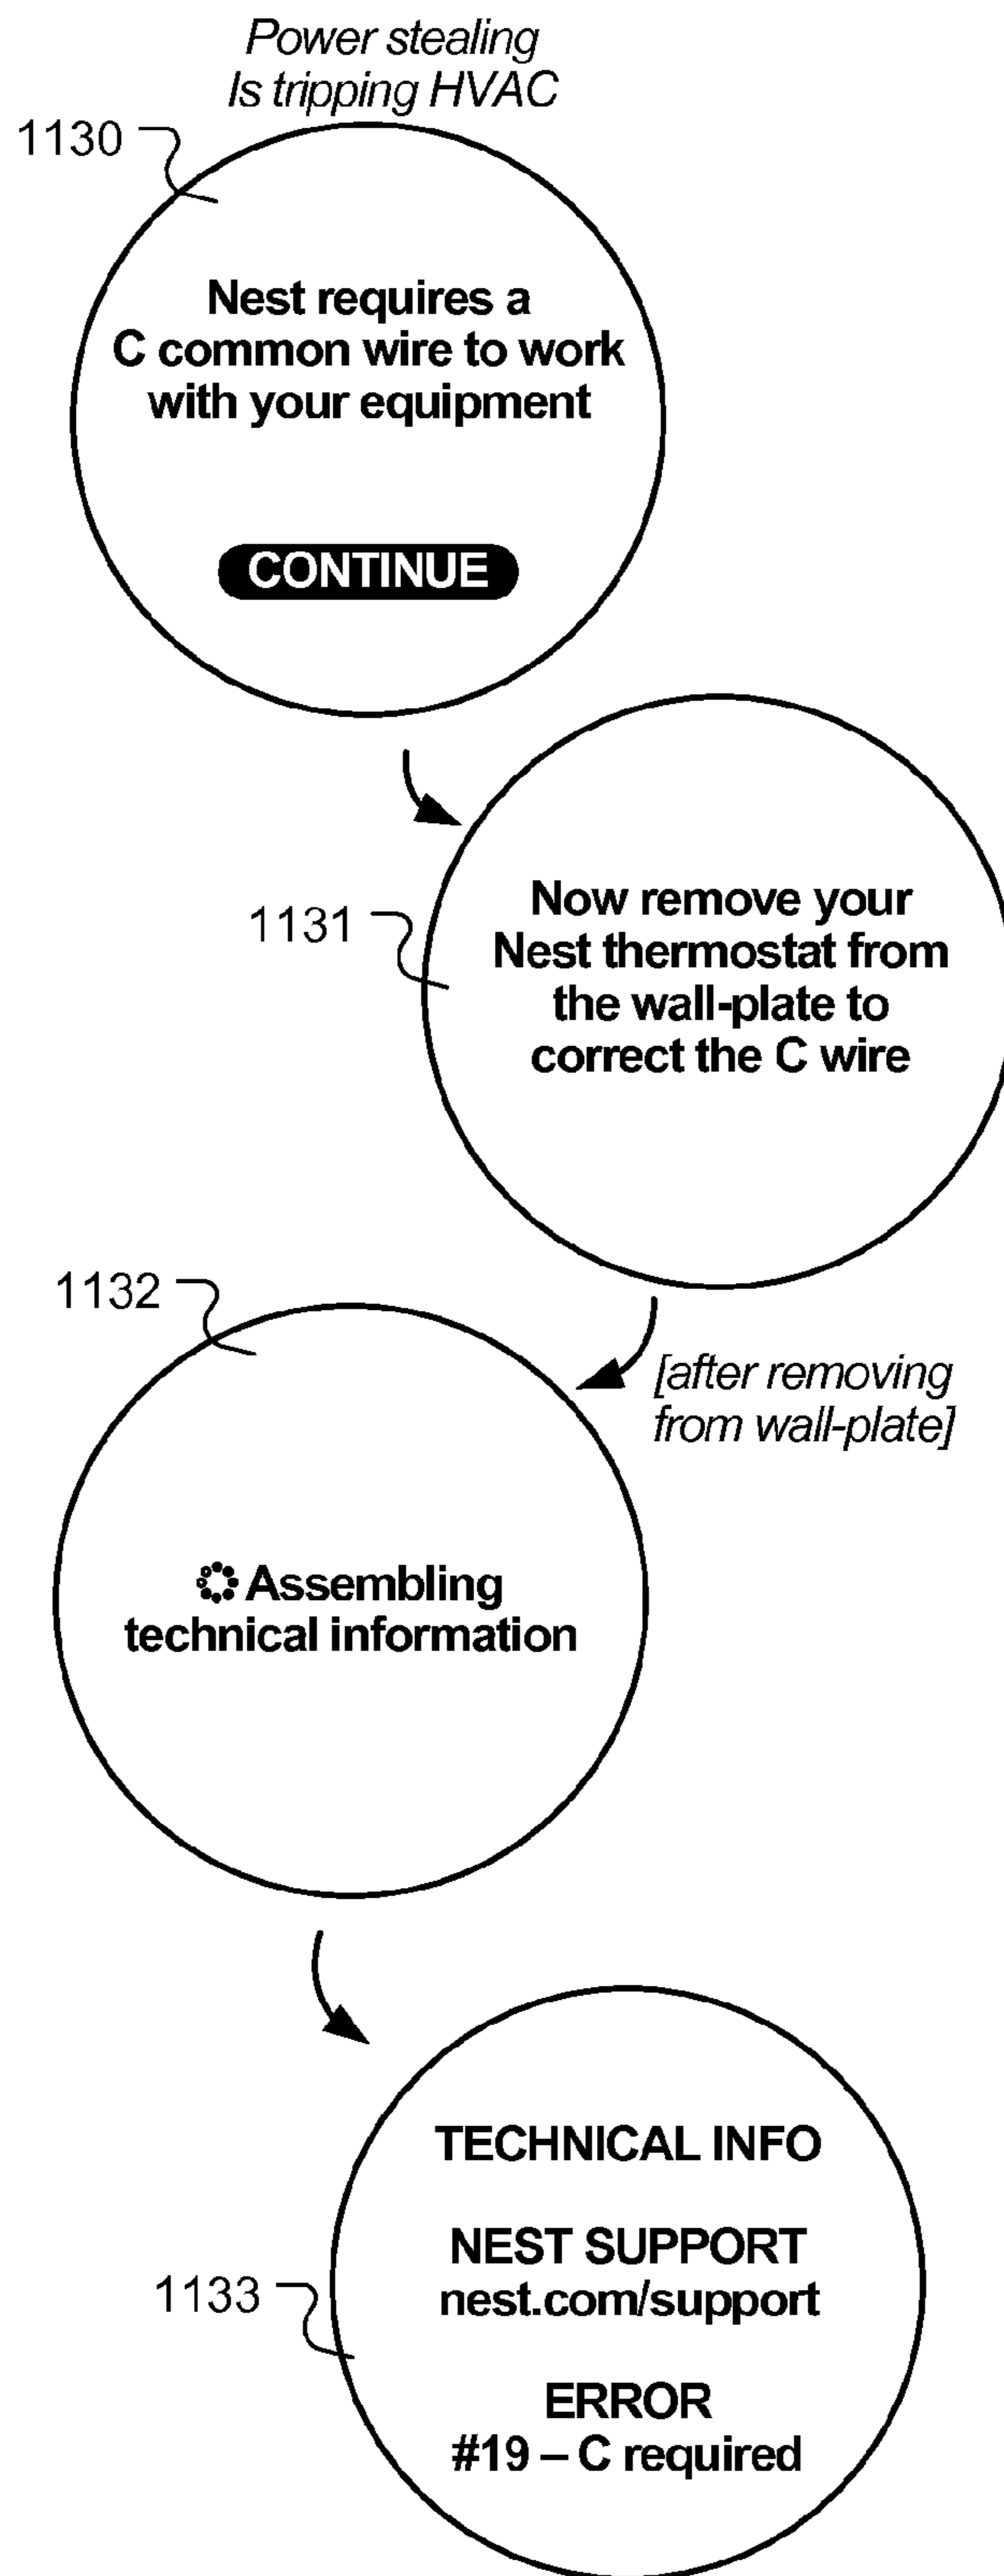 Power stealing
Is tripping HVAC
1130
Nest requires a
C common wire to work
with your equipment
CONTINUE
1131
Now remove your
Nest thermostat from
the wall-plate to
correct the C wire
1132
[after removing
from wall-plate]
Assembling
technical information
1133
TECHNICAL INFO
NEST SUPPORT
nest.com/support
ERROR
#19 – C required